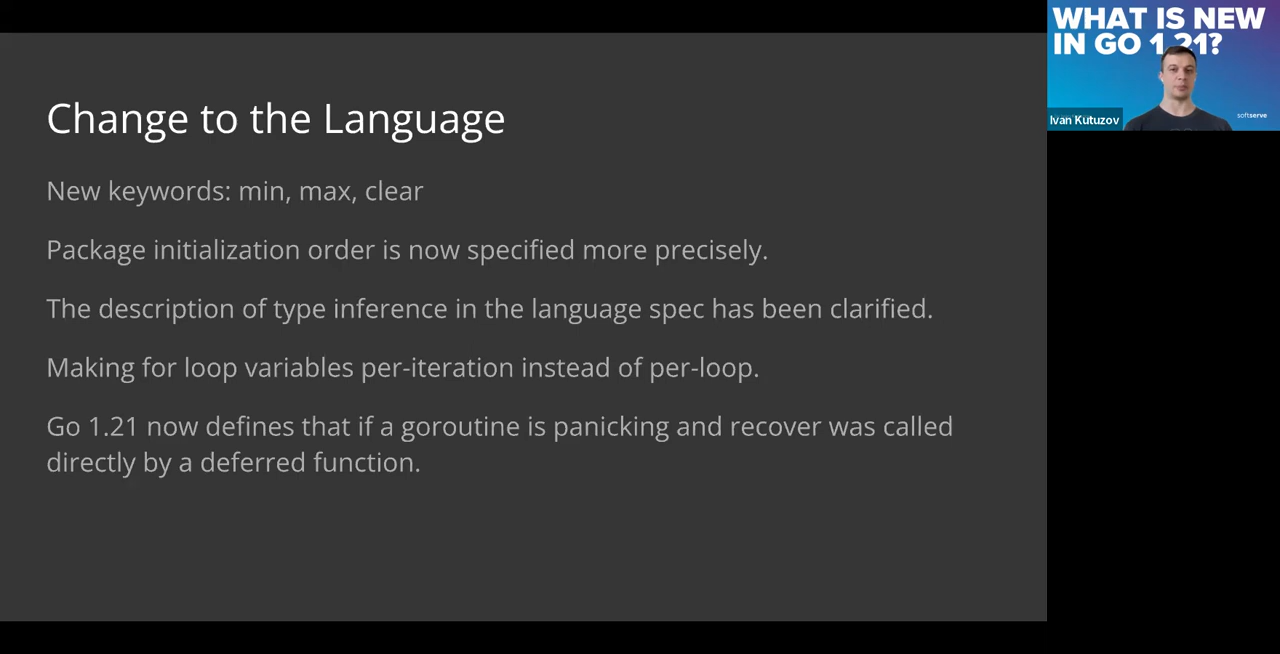 Change to the Language
New keywords: min, max, clear
Package initialization order is now specified more precisely.
The description of type inference in the language spec has been clarified.
Making for loop variables per-iteration instead of per-loop.
Go 1.21 now defines that if a goroutine is panicking and recover was called
directly by a deferred function.
WHAT IS NEW
IN GO 1.21?
softserve
Ivan Kutuzov